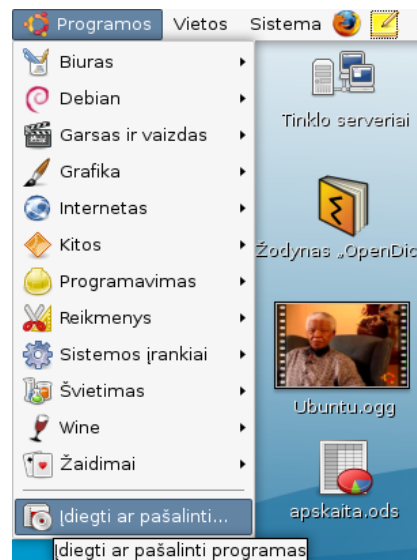 Programos Vietos Sistema
Biuras
Debian
Garsas ir vaizdas
Grafika
Internetas
Kitos
Programavimas
Reikmenys
Sistemos įrankiai
Švietimas
Wine
Žaidimai
Įdiegti ar pašalinti...
Įdiegti ar pašalinti programas
Tinklo serveriai
Žodynas „OpenDic
Ubuntu.ogg
apskaita.ods